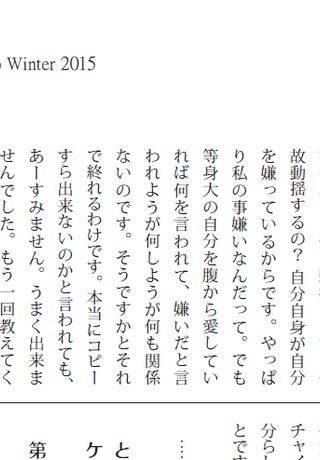 Winter 2015
故動揺するの？ 自分自身が自分
を嫌っているからです。やっぱ
り私の事嫌いなんだって。でも
等身大の自分を腹から愛してい
れば何を言われて、嫌いだと言
われようが何しようが何も関係
ないのです。そうですかとそれ
で終れるわけです。本当にコピー
すら出来ないのかと言われても、
あーすみません。うまく出来ま
せんでした。もう一回教えてく
チャイ
分らし
とです
……
と
ケ
第